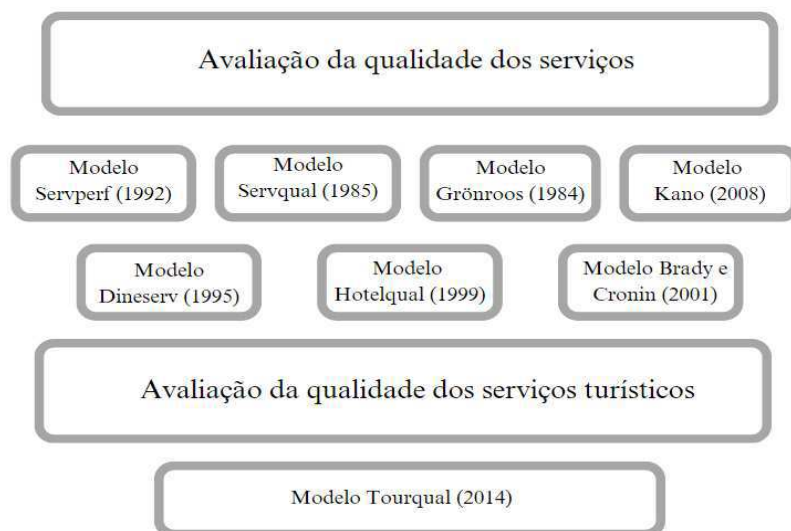 Avaliação da qualidade dos serviços
Modelo
Servperf (1992)
Modelo
Servqual (1985)
Modelo
Grönroos (1984)
Modelo
Kano (2008)
Modelo
Dineserv (1995)
Modelo
Hotelqual (1999)
Modelo Brady e
Cronin (2001)
Avaliação da qualidade dos serviços turísticos
Modelo Tourqual (2014)